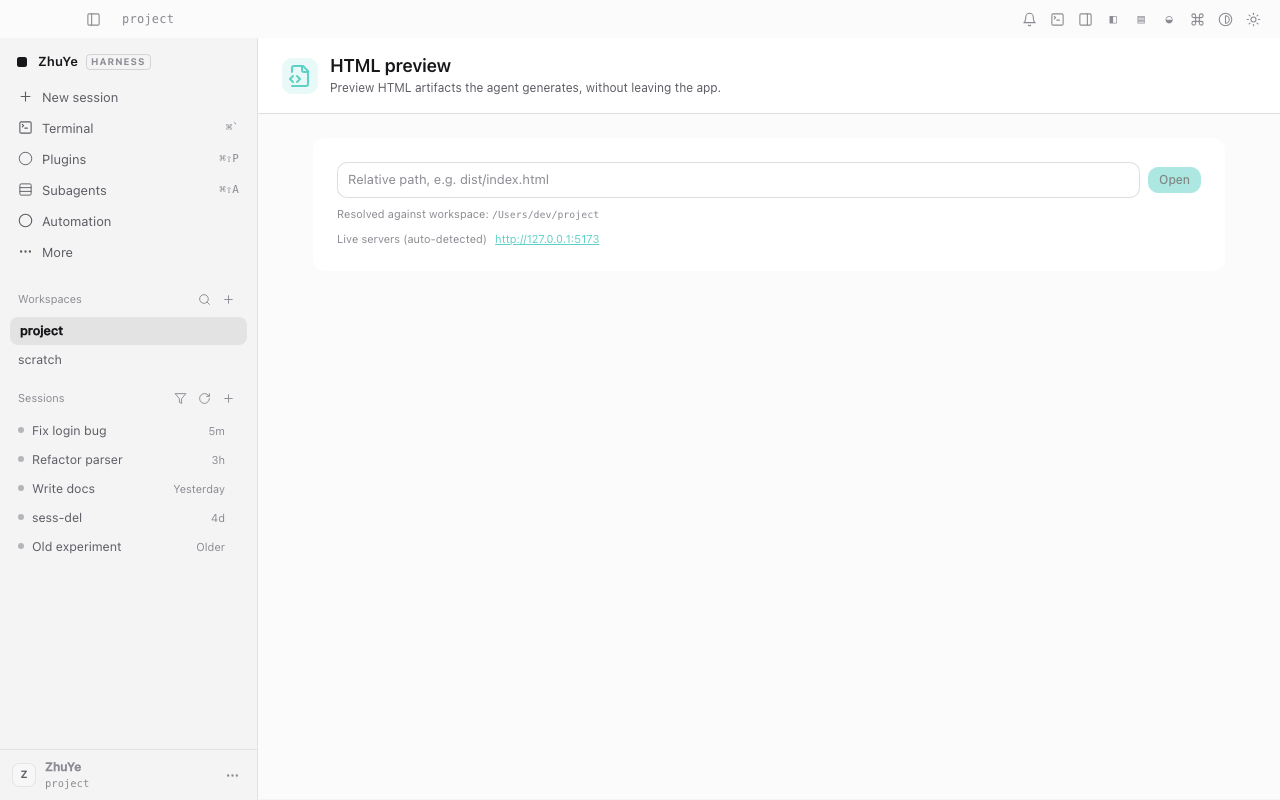 project
ZhuYe HARNESS
New session
Terminal ⌘`
Plugins ⌘⇧P
Subagents ⌘⇧A
Automation
More
Workspaces
project
scratch
Sessions
Fix login bug 5m
Refactor parser 3h
Write docs Yesterday
sess-del 4d
Old experiment Older
Z
ZhuYe
project
HTML preview
Preview HTML artifacts the agent generates, without leaving the app.
Relative path, e.g. dist/index.html Open
Resolved against workspace: /Users/dev/project
Live servers (auto-detected) http://127.0.0.1:5173